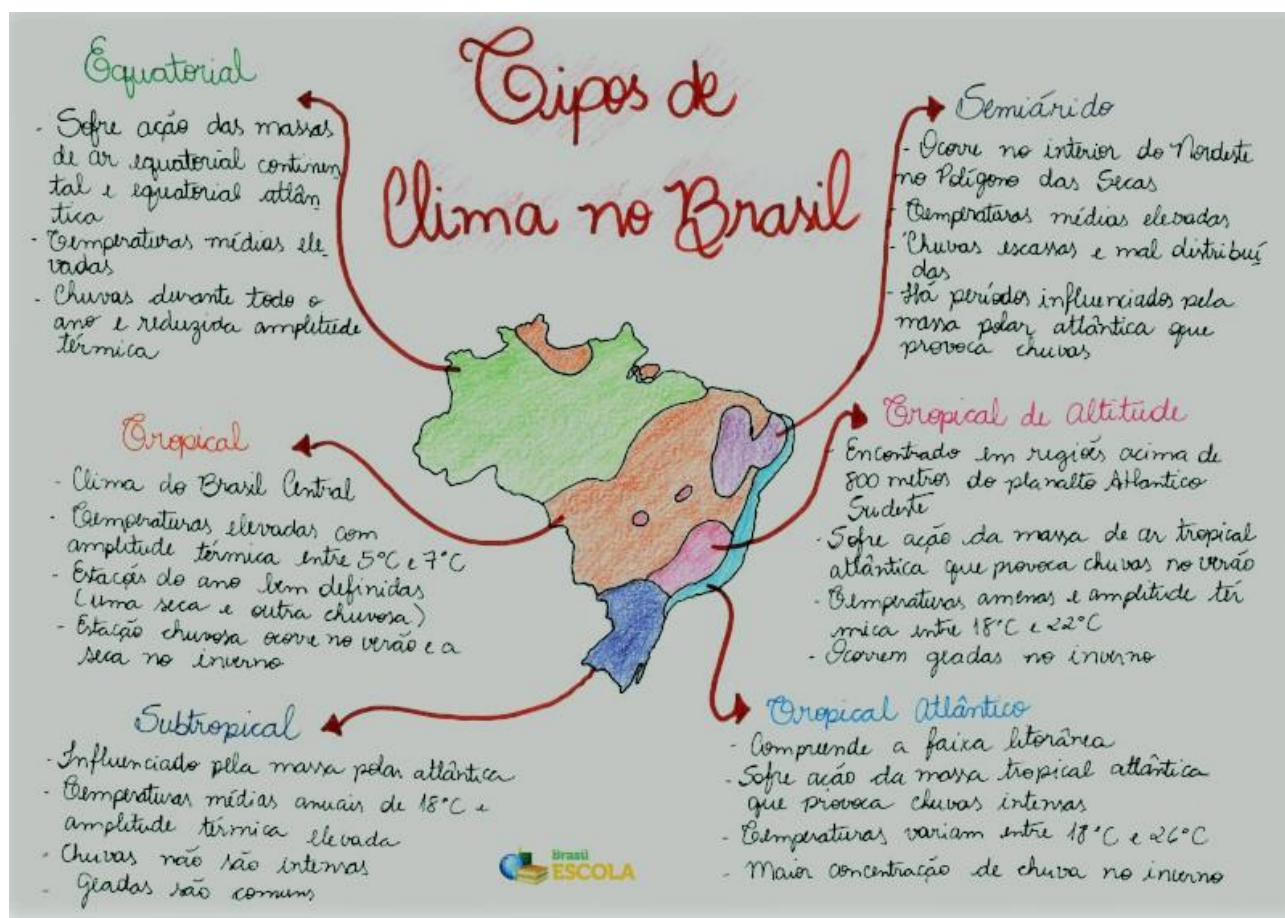 Tipos de
Clima no Brasil
Equatorial
- Sofre ação das massas
de ar equatorial continen
tal e equatorial atlân
tica
- Temperaturas médias ele-
vadas
- Chuvas durante todo o
ano e reduzida amplitude
térmica
Tropical
- Clima do Brasil Central
- Temperaturas elevadas com
amplitude térmica entre 5°C e 7°C
- Estações do ano bem definidas
(uma seca e outra chuvosa)
- Estação chuvosa ocorre no verão e a
seca no inverno
Subtropical
- Influenciado pela massa polar atlântica
- Temperaturas médias anuais de 18°C e
amplitude térmica elevada
- Chuvas não são intensas
- Geadas são comuns
Semiárido
- Ocorre no interior do Nordeste
no Polígono das Secas
- Temperaturas médias elevadas
- Chuvas escassas e mal distribuí
das
- Há períodos influenciados pela
massa polar atlântica que
provoca chuvas
Tropical de Altitude
- Encontrado em regiões acima de
800 metros do planalto Atlantico
Sudeste
- Sofre ação da massa de ar tropical
atlântica que provoca chuvas no verão
- Temperaturas amenas e amplitude tér
mica entre 18°C e 22°C
- Ocorrem geadas no inverno
Tropical Atlântico
- Compreende a faixa litorânea
- Sofre ação da massa tropical atlântica
que provoca chuvas intensas
- Temperaturas variam entre 18°C e 26°C
- Maior concentração de chuva no inverno
Brasil
ESCOLA